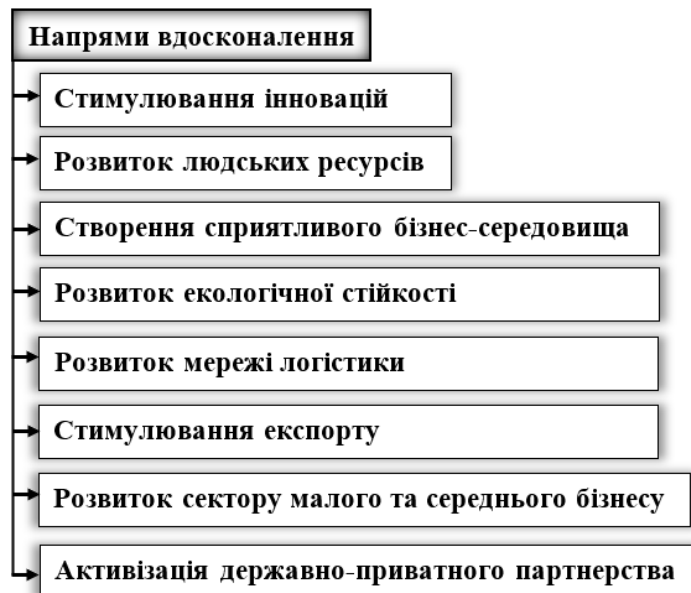 Напрями вдосконалення
Стимулювання інновацій
Розвиток людських ресурсів
Створення сприятливого бізнес-середовища
Розвиток екологічної стійкості
Розвиток мережі логістики
Стимулювання експорту
Розвиток сектору малого та середнього бізнесу
Активізація державно-приватного партнерства